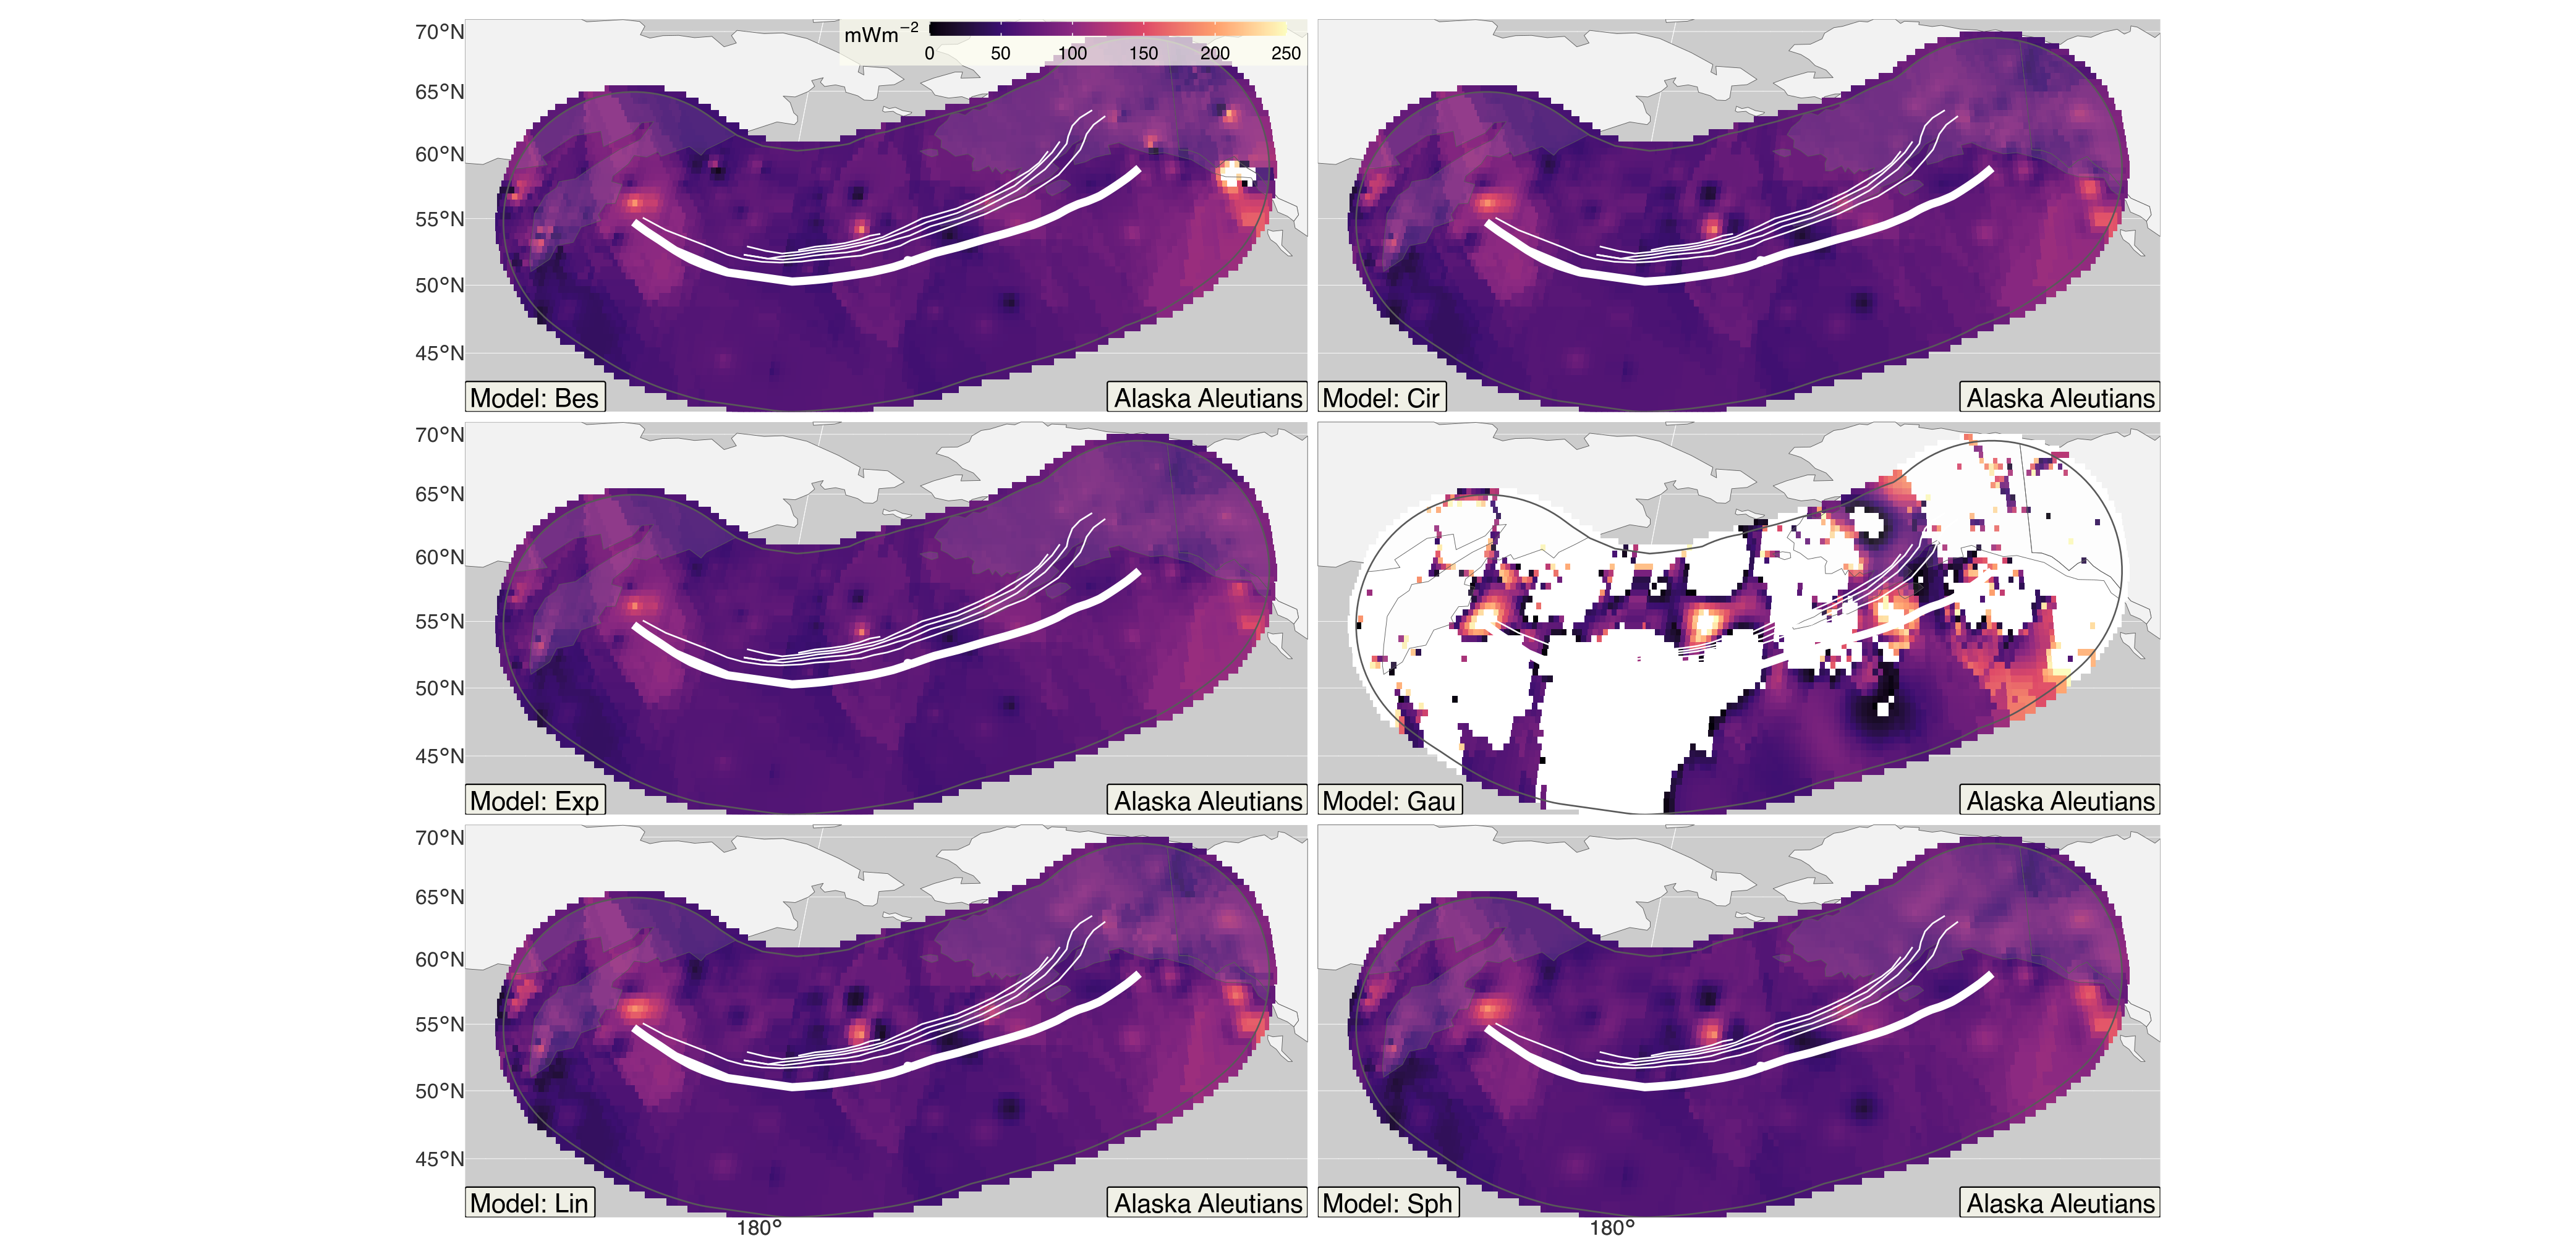 mWm−2
0 50 100 150 200 250
70°N
65°N
60°N
55°N
50°N
45°N
Model: Bes
Alaska Aleutians
Model: Cir
Alaska Aleutians
70°N
65°N
60°N
55°N
50°N
45°N
Model: Exp
Alaska Aleutians
Model: Gau
Alaska Aleutians
70°N
65°N
60°N
55°N
50°N
45°N
Model: Lin
Alaska Aleutians
Model: Sph
Alaska Aleutians
180°
180°